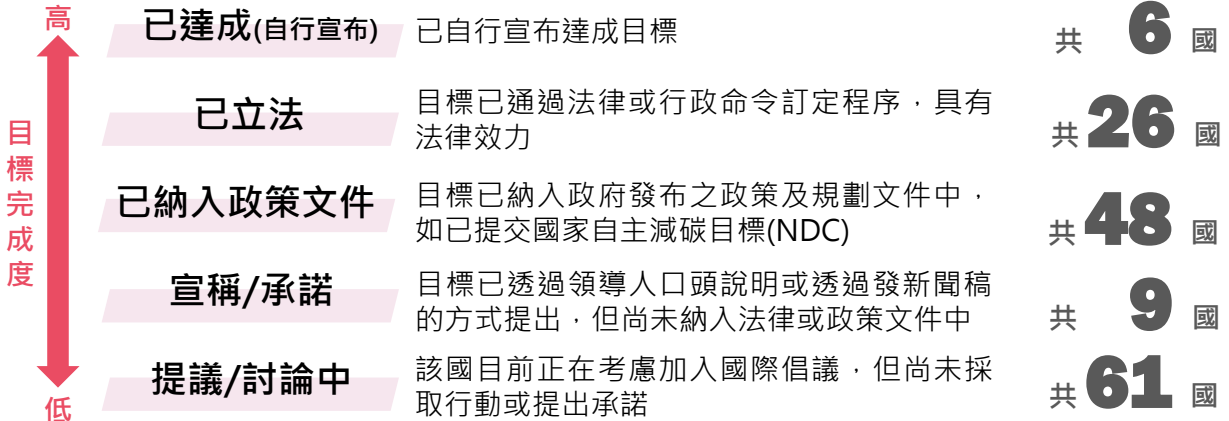 高
目標完成度
低
已達成(自行宣布)
已自行宣布達成目標
共 6 國
已立法
目標已通過法律或行政命令訂定程序，具有
法律效力
共 26 國
已納入政策文件
目標已納入政府發布之政策及規劃文件中，
如已提交國家自主減碳目標(NDC)
共 48 國
宣稱/承諾
目標已透過領導人口頭說明或透過發新聞稿
的方式提出，但尚未納入法律或政策文件中
共 9 國
提議/討論中
該國目前正在考慮加入國際倡議，但尚未採
取行動或提出承諾
共 61 國